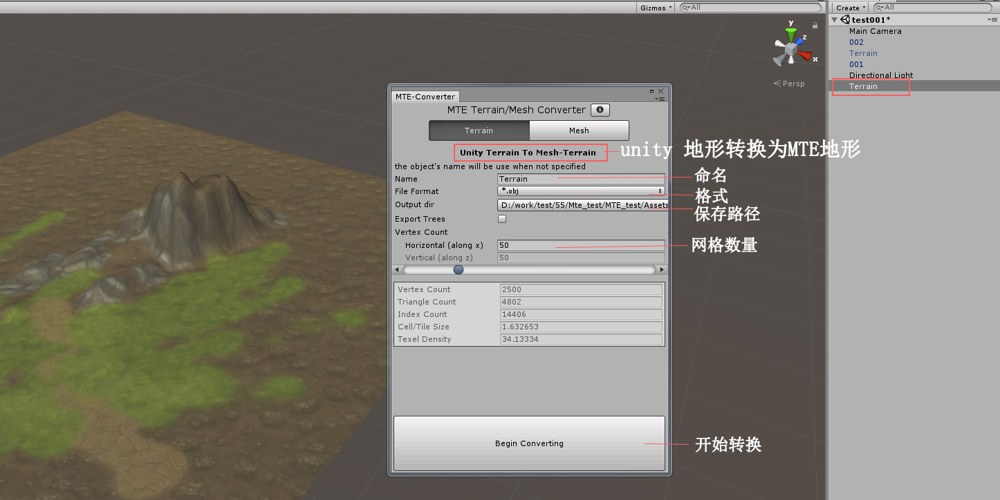 Gizmos
All
Create
All
test001*
Main Camera
002
Terrain
001
Directional Light
Terrain
y
z
x
Persp
MTE-Converter
MTE Terrain/Mesh Converter
Terrain
Mesh
Unity Terrain To Mesh-Terrain
unity 地形转换为MTE地形
the object's name will be use when not specified
Name
Terrain
命名
File Format
*.obj
格式
Output dir
D:/work/test/55/Mte_test/MTE_test/Assets
保存路径
Export Trees
Vertex Count
Horizontal (along x)
50
网格数量
Vertical (along z)
50
Vertex Count
2500
Triangle Count
4802
Index Count
14406
Cell/Tile Size
1.632653
Texel Density
34.13334
Begin Converting
开始转换